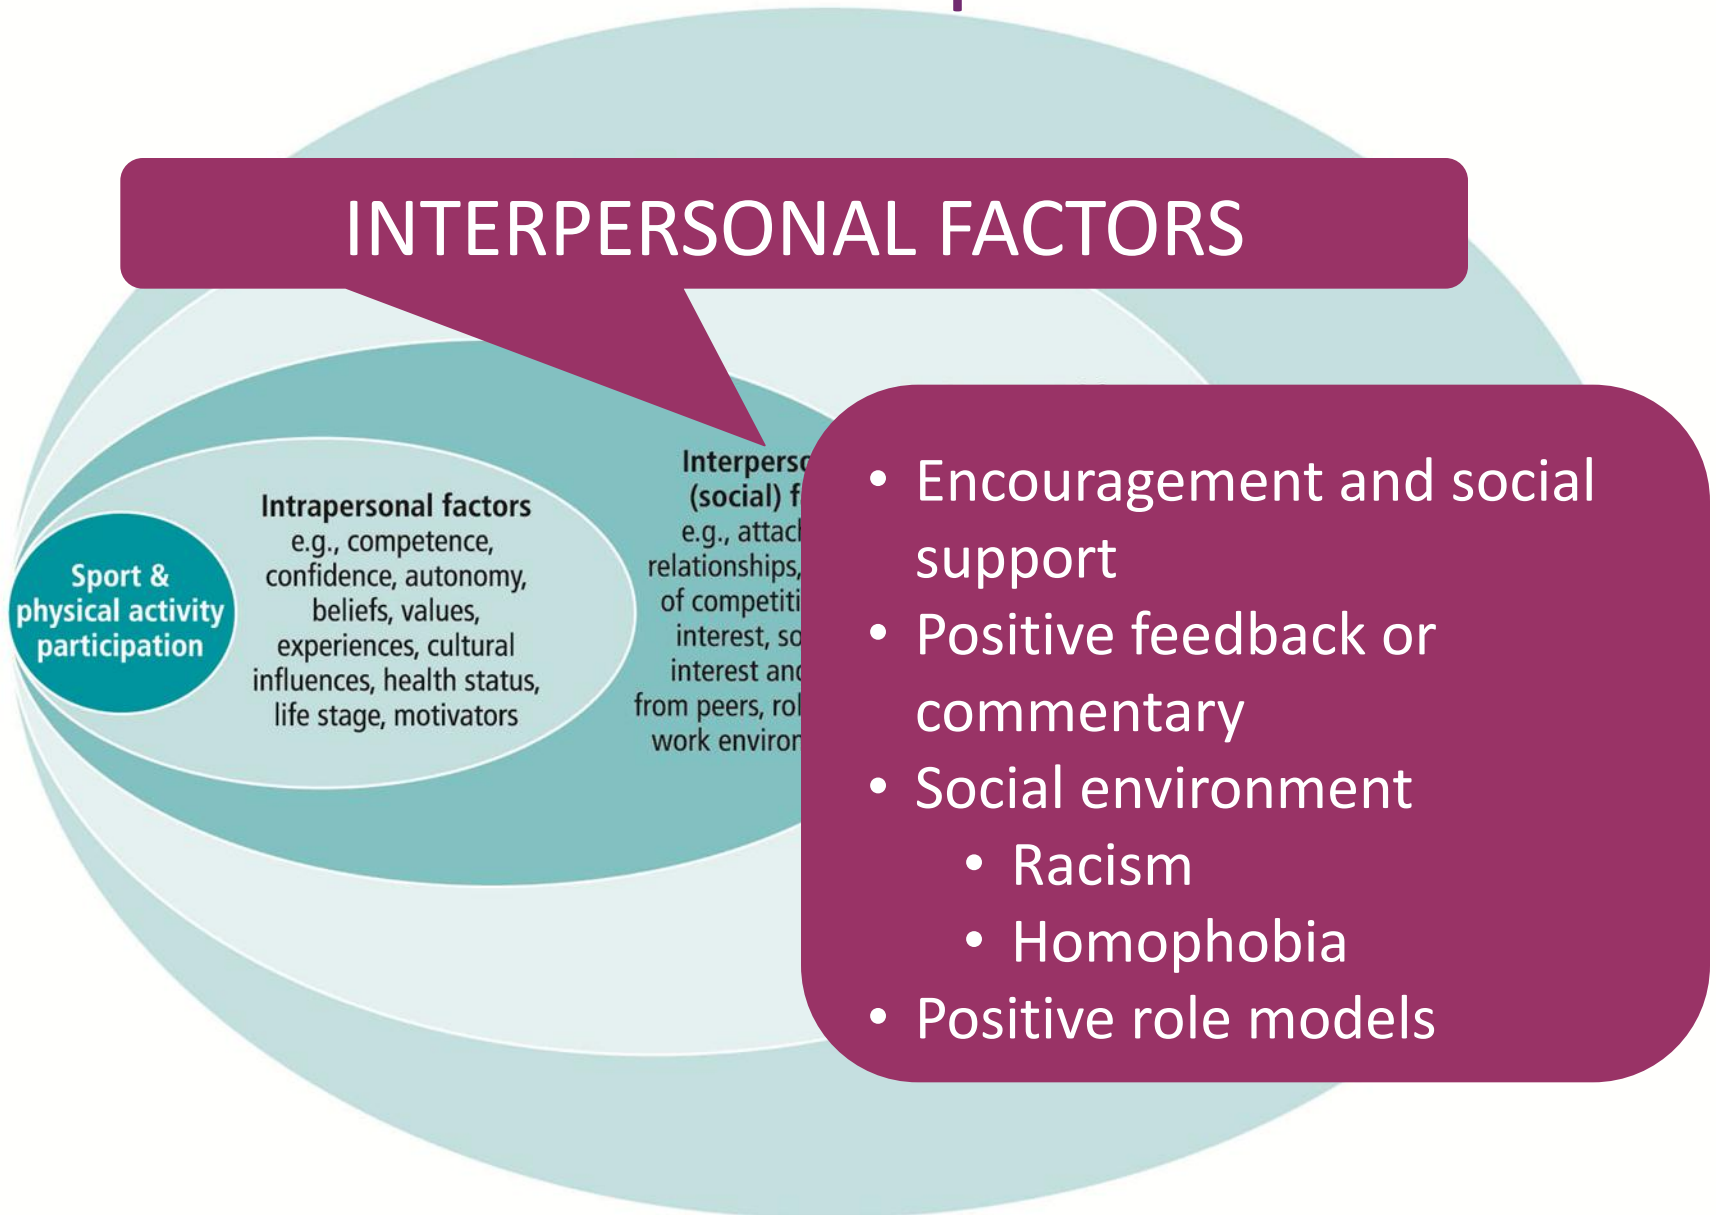 INTERPERSONAL FACTORS
Sport &
physical activity
participation
Intrapersonal factors
e.g., competence,
confidence, autonomy,
beliefs, values,
experiences, cultural
influences, health status,
life stage, motivators
(social)
e.g.,
relationships,
of
interest,
interest
from peers,
work
• Encouragement and social
support
• Positive feedback or
commentary
• Social environment
• Racism
• Homophobia
• Positive role models